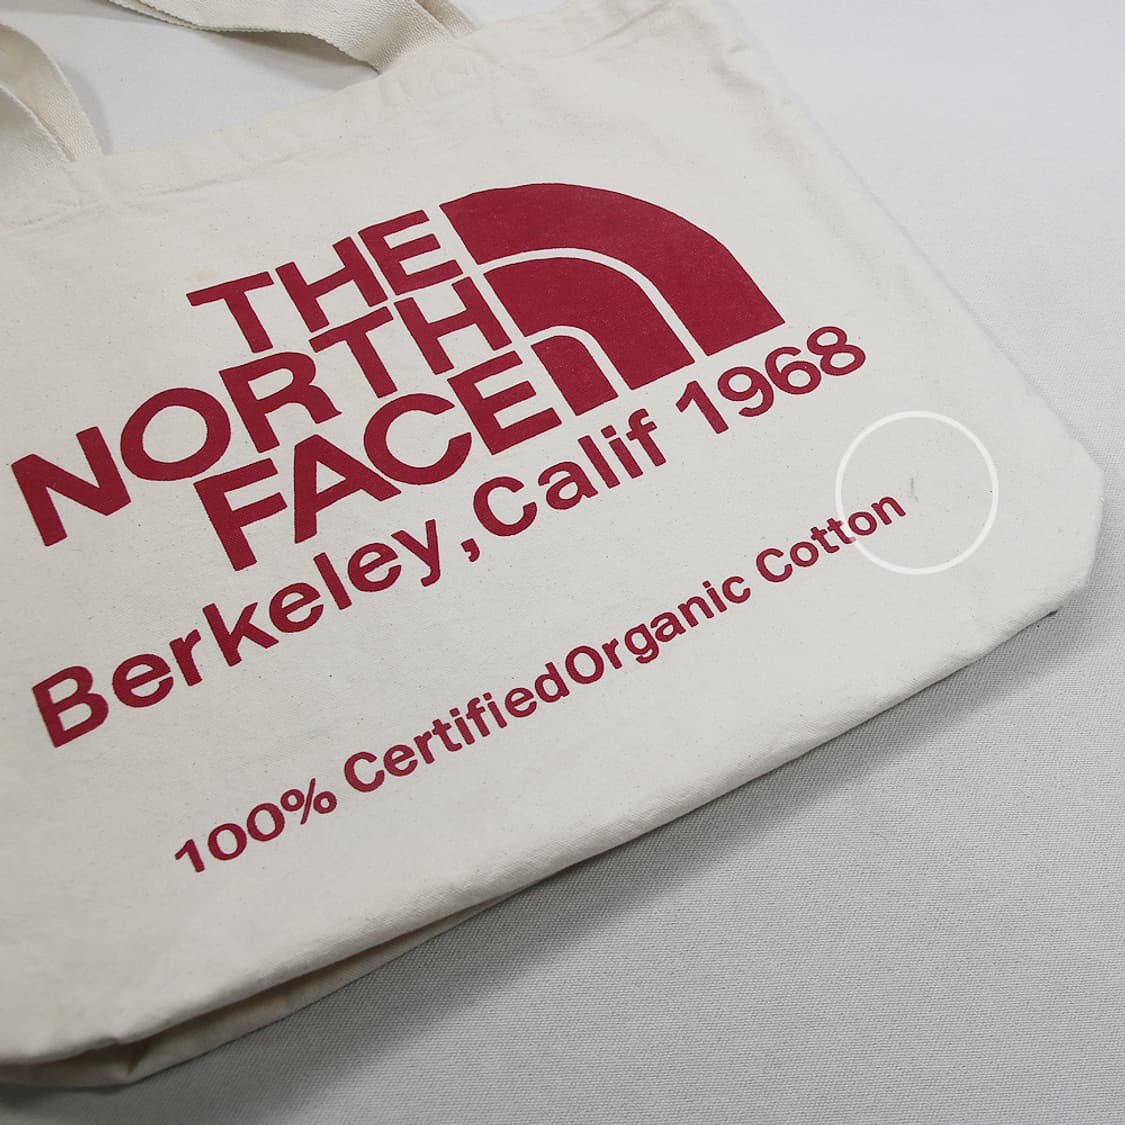 THE
NORTH
FACE
Berkeley,Calif 1968
100% CertifiedOrganic Cotton